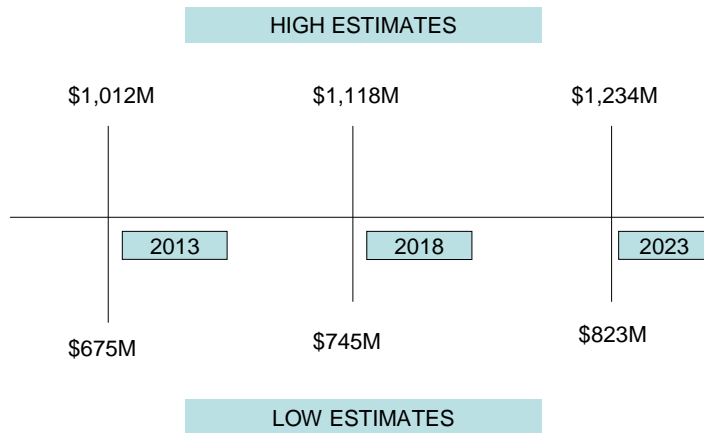 HIGH ESTIMATES
$1,012M
$1,118M
$1,234M
2013
2018
2023
$675M
$745M
$823M
LOW ESTIMATES